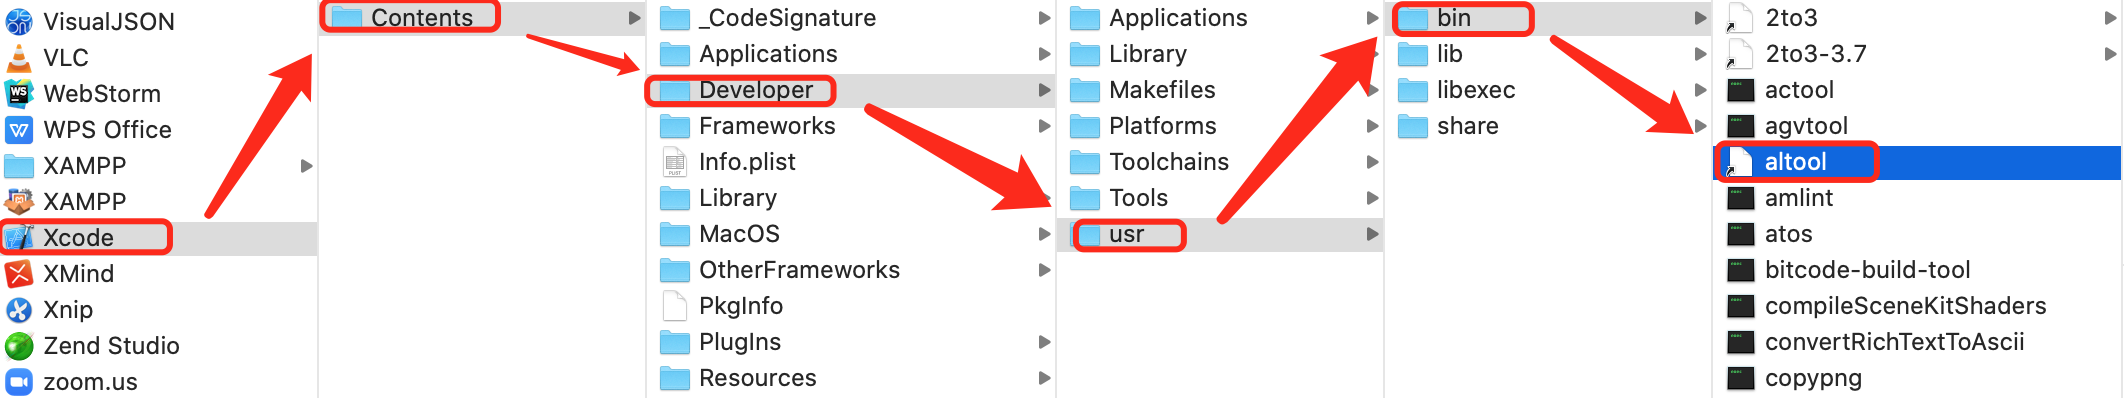 VisualJSON
VLC
WebStorm
WPS Office
XAMPP
XAMPP
Xcode
XMind
Xnip
Zend Studio
zoom.us
Contents
_CodeSignature
Applications
Developer
Frameworks
Info.plist
Library
MacOS
OtherFrameworks
PkgInfo
PlugIns
Resources
Applications
Library
Makefiles
Platforms
Toolchains
Tools
usr
bin
lib
libexec
share
2to3
2to3-3.7
actool
agvtool
altool
amlint
atos
bitcode-build-tool
compileSceneKitShaders
convertRichTextToAscii
copypng